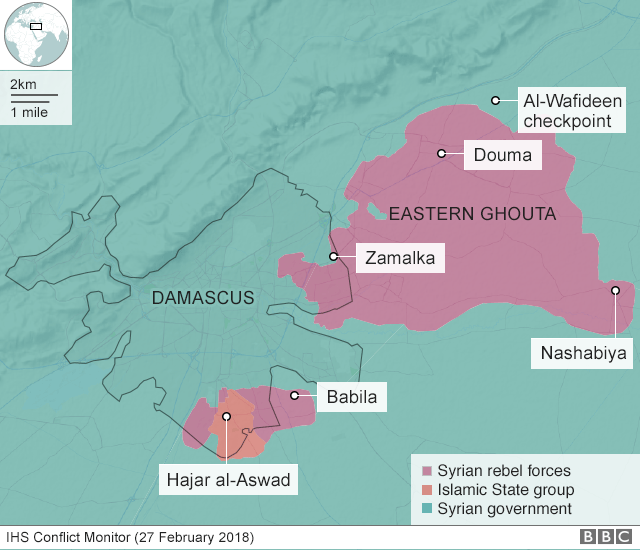 2km
1 mile
Al-Wafideen
checkpoint
Douma
EASTERN GHOUTA
Zamalka
DAMASCUS
Nashabiya
Babila
Hajar al-Aswad
Syrian rebel forces
Islamic State group
Syrian government
IHS Conflict Monitor (27 February 2018)
BBC